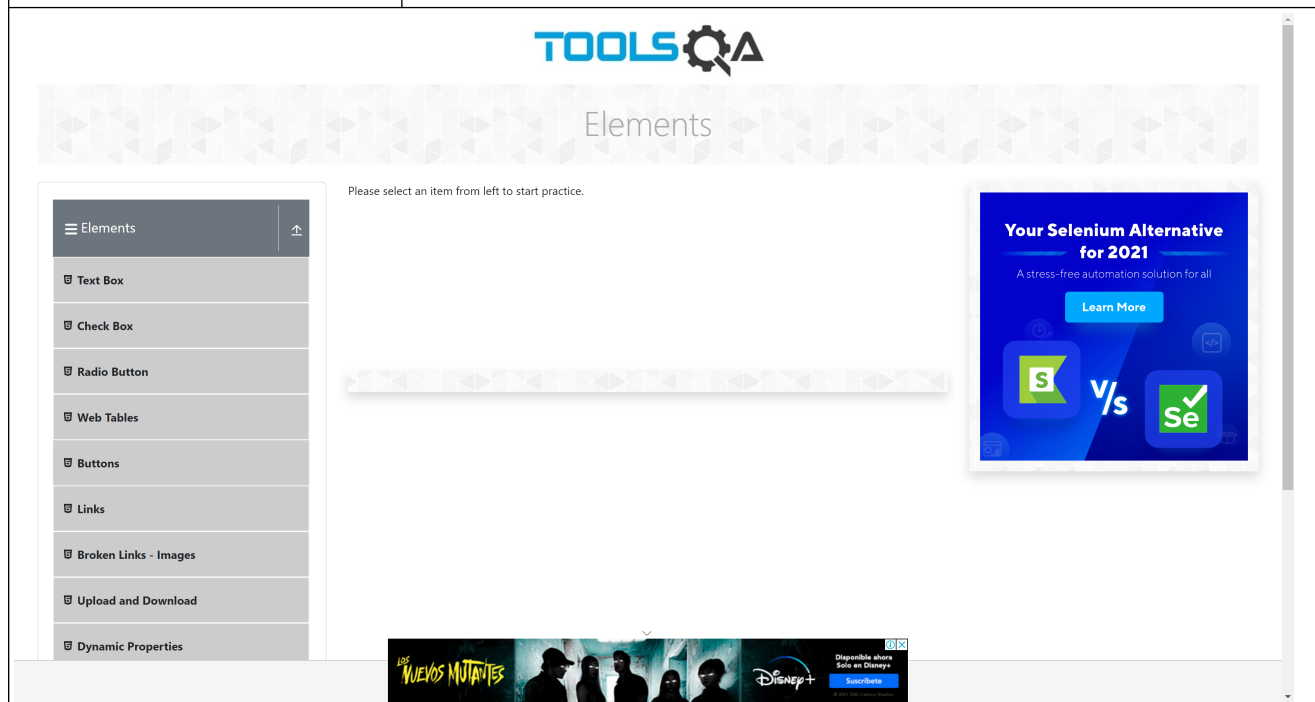 TOOLSQA
Elements
Elements
Text Box
Check Box
Radio Button
Web Tables
Buttons
Links
Broken Links - Images
Upload and Download
Dynamic Properties
Please select an item from left to start practice.
Your Selenium Alternative
for 2021
A stress-free automation solution for all
Learn More
S
V/s
Se
LOS
NUEVOS MUTANTES
Disney+
Disponible ahora
Solo en Disney+
Suscríbete